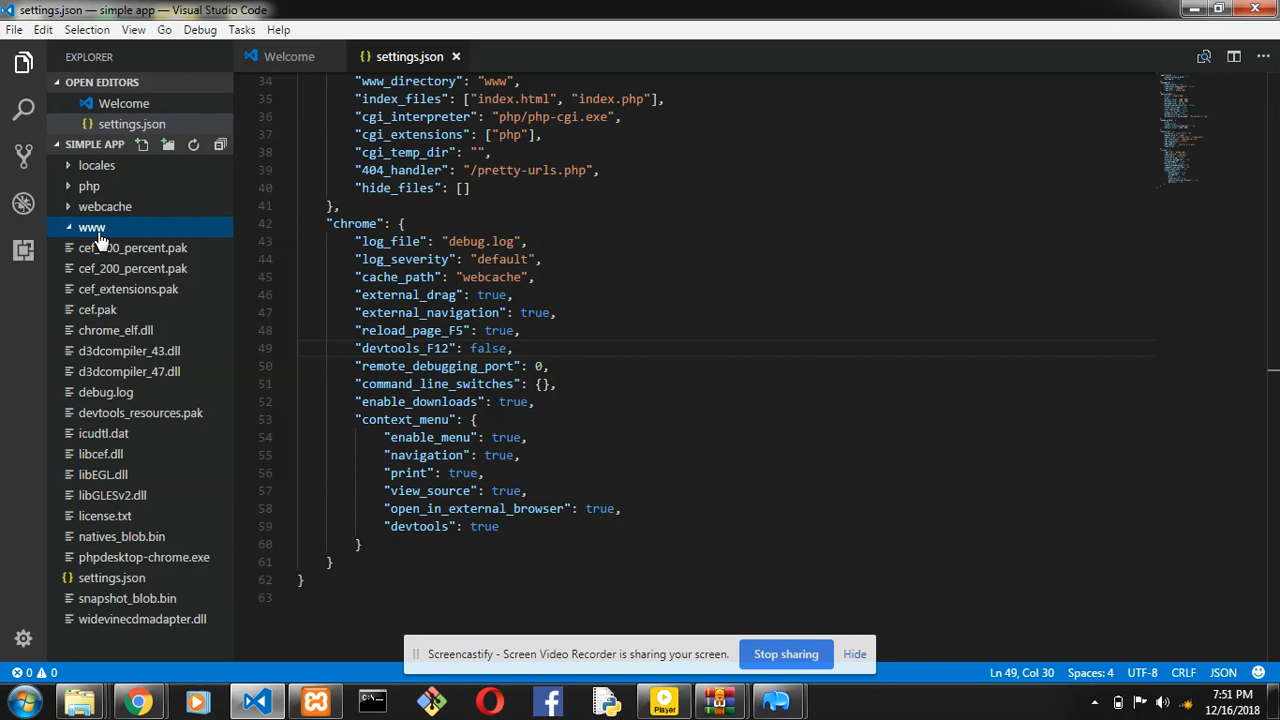 settings.json — simple app — Visual Studio Code
File Edit Selection View Go Debug Tasks Help
EXPLORER
OPEN EDITORS
Welcome
settings.json
SIMPLE APP
locales
php
webcache
www
cef_100_percent.pak
cef_200_percent.pak
cef_extensions.pak
cef.pak
chrome_elf.dll
d3dcompiler_43.dll
d3dcompiler_47.dll
debug.log
devtools_resources.pak
icudtl.dat
libcef.dll
libEGL.dll
libGLESv2.dll
license.txt
natives_blob.bin
phpdesktop-chrome.exe
settings.json
snapshot_blob.bin
widevinecdmadapter.dll
Welcome settings.json
34 "www_directory": "www",
35 "index_files": ["index.html", "index.php"],
36 "cgi_interpreter": "php/php-cgi.exe",
37 "cgi_extensions": ["php"],
38 "cgi_temp_dir": "",
39 "404_handler": "/pretty-urls.php",
40 "hide_files": []
41 },
42 "chrome": {
43 "log_file": "debug.log",
44 "log_severity": "default",
45 "cache_path": "webcache",
46 "external_drag": true,
47 "external_navigation": true,
48 "reload_page_F5": true,
49 "devtools_F12": false,
50 "remote_debugging_port": 0,
51 "command_line_switches": {},
52 "enable_downloads": true,
53 "context_menu": {
54 "enable_menu": true,
55 "navigation": true,
56 "print": true,
57 "view_source": true,
58 "open_in_external_browser": true,
59 "devtools": true
60 }
61 }
62 }
63
Screencastify - Screen Video Recorder is sharing your screen. Stop sharing Hide
0 0 Ln 49, Col 30 Spaces: 4 UTF-8 CRLF JSON
Player
7:51 PM
12/16/2018